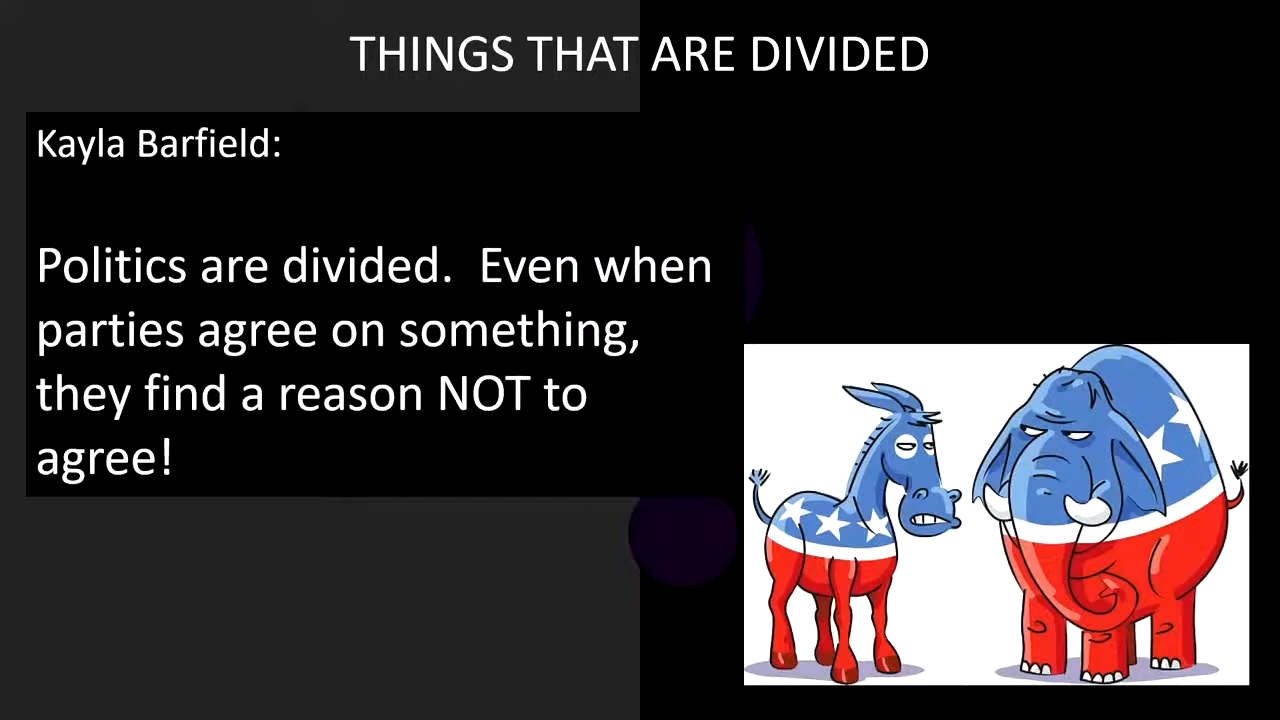 THINGS THAT ARE DIVIDED
Kayla Barfield:
Politics are divided.  Even when
parties agree on something,
they find a reason NOT to
agree!